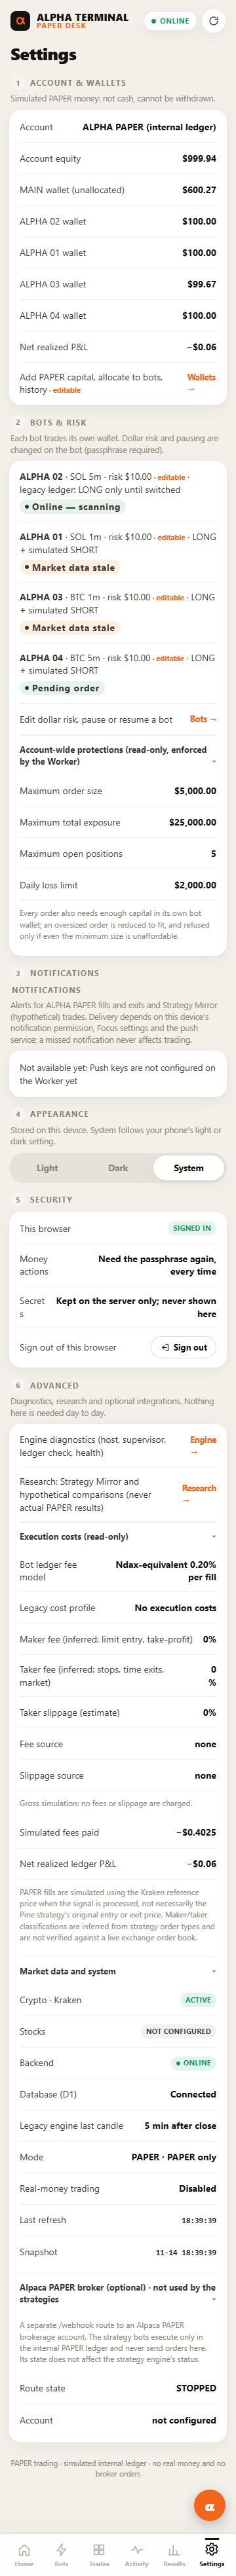 α
ALPHA TERMINAL
PAPER DESK
● ONLINE
Settings
1 ACCOUNT & WALLETS
Simulated PAPER money: not cash, cannot be withdrawn.
Account ALPHA PAPER (internal ledger)
Account equity $999.94
MAIN wallet (unallocated) $600.27
ALPHA 02 wallet $100.00
ALPHA 01 wallet $100.00
ALPHA 03 wallet $99.67
ALPHA 04 wallet $100.00
Net realized P&L −$0.06
Add PAPER capital, allocate to bots,
history · editable
Wallets
→
2 BOTS & RISK
Each bot trades its own wallet. Dollar risk and pausing are
changed on the bot (passphrase required).
ALPHA 02 · SOL 5m · risk $10.00 · editable ·
legacy ledger: LONG only until switched
● Online — scanning
ALPHA 01 · SOL 1m · risk $10.00 · editable · LONG
+ simulated SHORT
● Market data stale
ALPHA 03 · BTC 1m · risk $10.00 · editable · LONG
+ simulated SHORT
● Market data stale
ALPHA 04 · BTC 5m · risk $10.00 · editable · LONG
+ simulated SHORT
● Pending order
Edit dollar risk, pause or resume a bot Bots →
Account-wide protections (read-only, enforced
by the Worker)
Maximum order size $5,000.00
Maximum total exposure $25,000.00
Maximum open positions 5
Daily loss limit $2,000.00
Every order also needs enough capital in its own bot
wallet; an oversized order is reduced to fit, and refused
only if even the minimum size is unaffordable.
3 NOTIFICATIONS
NOTIFICATIONS
Alerts for ALPHA PAPER fills and exits and Strategy Mirror
(hypothetical) trades. Delivery depends on this device's
notification permission, Focus settings and the push
service; a missed notification never affects trading.
Not available yet: Push keys are not configured on
the Worker yet
4 APPEARANCE
Stored on this device. System follows your phone's light or
dark setting.
Light Dark System
5 SECURITY
This browser SIGNED IN
Money
actions
Need the passphrase again,
every time
Secret
s
Kept on the server only; never shown
here
Sign out of this browser Sign out
6 ADVANCED
Diagnostics, research and optional integrations. Nothing
here is needed day to day.
Engine diagnostics (host, supervisor,
ledger check, health)
Engine
→
Research: Strategy Mirror and
hypothetical comparisons (never
actual PAPER results)
Research
→
Execution costs (read-only)
Bot ledger fee
model
Ndax-equivalent 0.20%
per fill
Legacy cost profile No execution costs
Maker fee (inferred: limit entry, take-profit) 0%
Taker fee (inferred: stops, time exits,
market)
0
%
Taker slippage (estimate) 0%
Fee source none
Slippage source none
Gross simulation: no fees or slippage are charged.
Simulated fees paid −$0.4025
Net realized ledger P&L −$0.06
PAPER fills are simulated using the Kraken reference
price when the signal is processed, not necessarily the
Pine strategy's original entry or exit price. Maker/taker
classifications are inferred from strategy order types and
are not verified against a live exchange order book.
Market data and system
Crypto · Kraken ACTIVE
Stocks NOT CONFIGURED
Backend ● ONLINE
Database (D1) Connected
Legacy engine last candle 5 min after close
Mode PAPER · PAPER only
Real-money trading Disabled
Last refresh 18:39:39
Snapshot 11-14 18:39:39
Alpaca PAPER broker (optional) · not used by the
strategies
A separate /webhook route to an Alpaca PAPER
brokerage account. The strategy bots execute only in
the internal PAPER ledger and never send orders here.
Its state does not affect the strategy engine's status.
Route state STOPPED
Account not configured
PAPER trading · simulated internal ledger · no real money and no
broker orders
α
Home Bots Trades Activity Results Settings